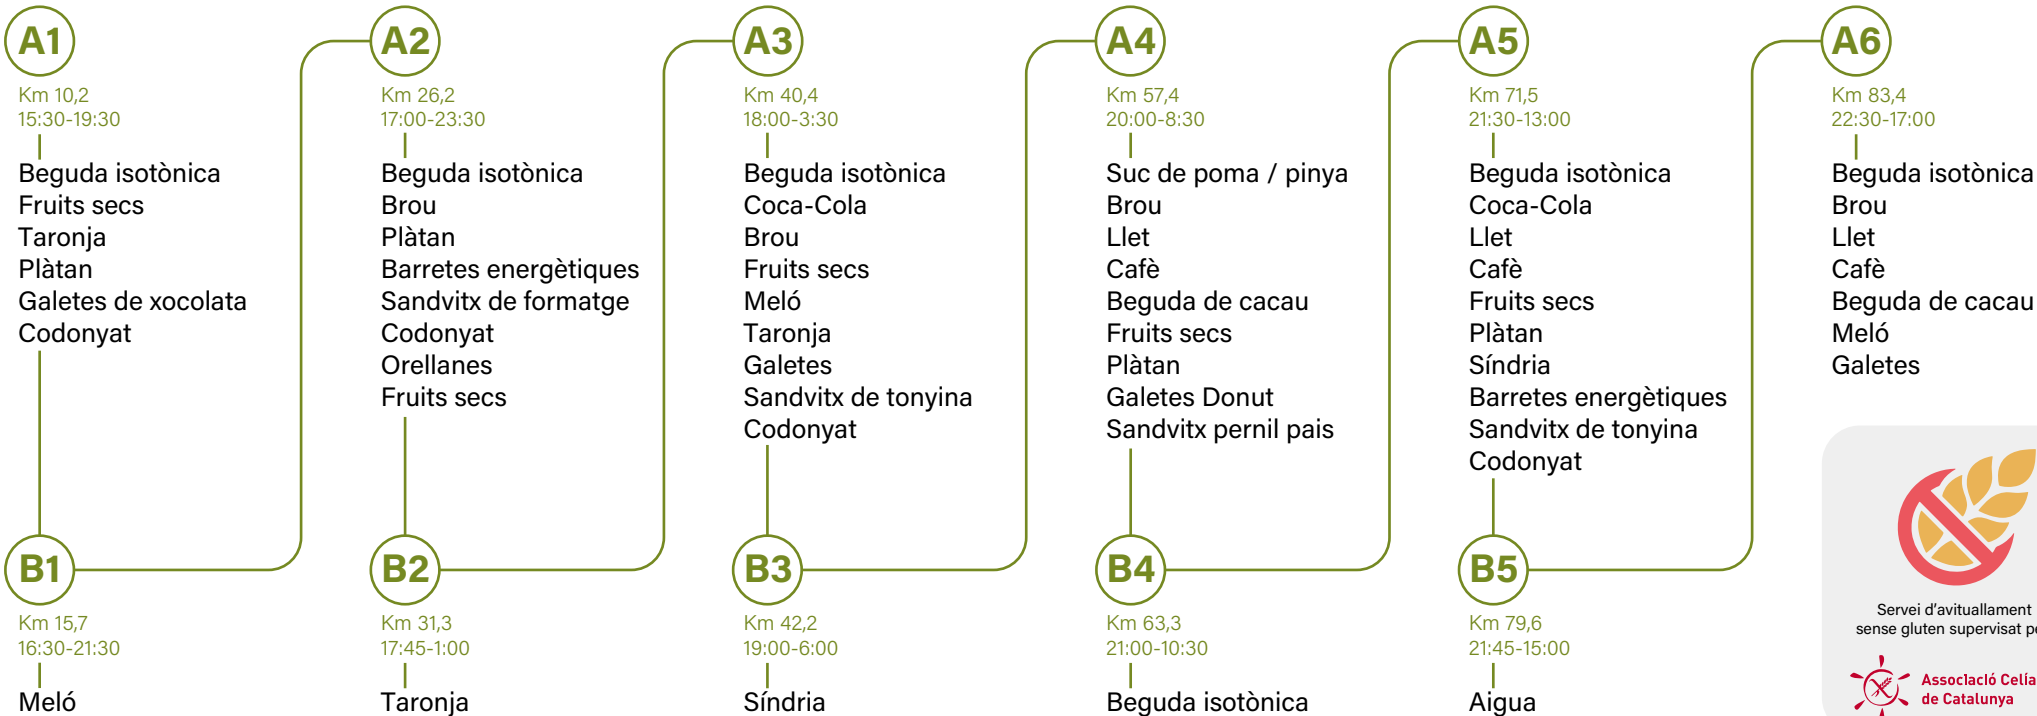 A1
Km 10,2
15:30-19:30
Beguda isotònica
Fruits secs
Taronja
Plàtan
Galetes de xocolata
Codonyat
B1
Km 15,7
16:30-21:30
Meló
A2
Km 26,2
17:00-23:30
Beguda isotònica
Brou
Plàtan
Barretes energètiques
Sandvitx de formatge
Codonyat
Orellanes
Fruits secs
B2
Km 31,3
17:45-1:00
Taronja
A3
Km 40,4
18:00-3:30
Beguda isotònica
Coca-Cola
Brou
Fruits secs
Meló
Taronja
Galetes
Sandvitx de tonyina
Codonyat
B3
Km 42,2
19:00-6:00
Síndria
A4
Km 57,4
20:00-8:30
Suc de poma / pinya
Brou
Llet
Cafè
Beguda de cacau
Fruits secs
Plàtan
Galetes Donut
Sandvitx pernil pais
B4
Km 63,3
21:00-10:30
Beguda isotònica
A5
Km 71,5
21:30-13:00
Beguda isotònica
Coca-Cola
Llet
Cafè
Fruits secs
Plàtan
Síndria
Barretes energètiques
Sandvitx de tonyina
Codonyat
B5
Km 79,6
21:45-15:00
Aigua
A6
Km 83,4
22:30-17:00
Beguda isotònica
Brou
Llet
Cafè
Beguda de cacau
Meló
Galetes
Servei d'avituallament
sense gluten supervisat
Associació
de Catalunya